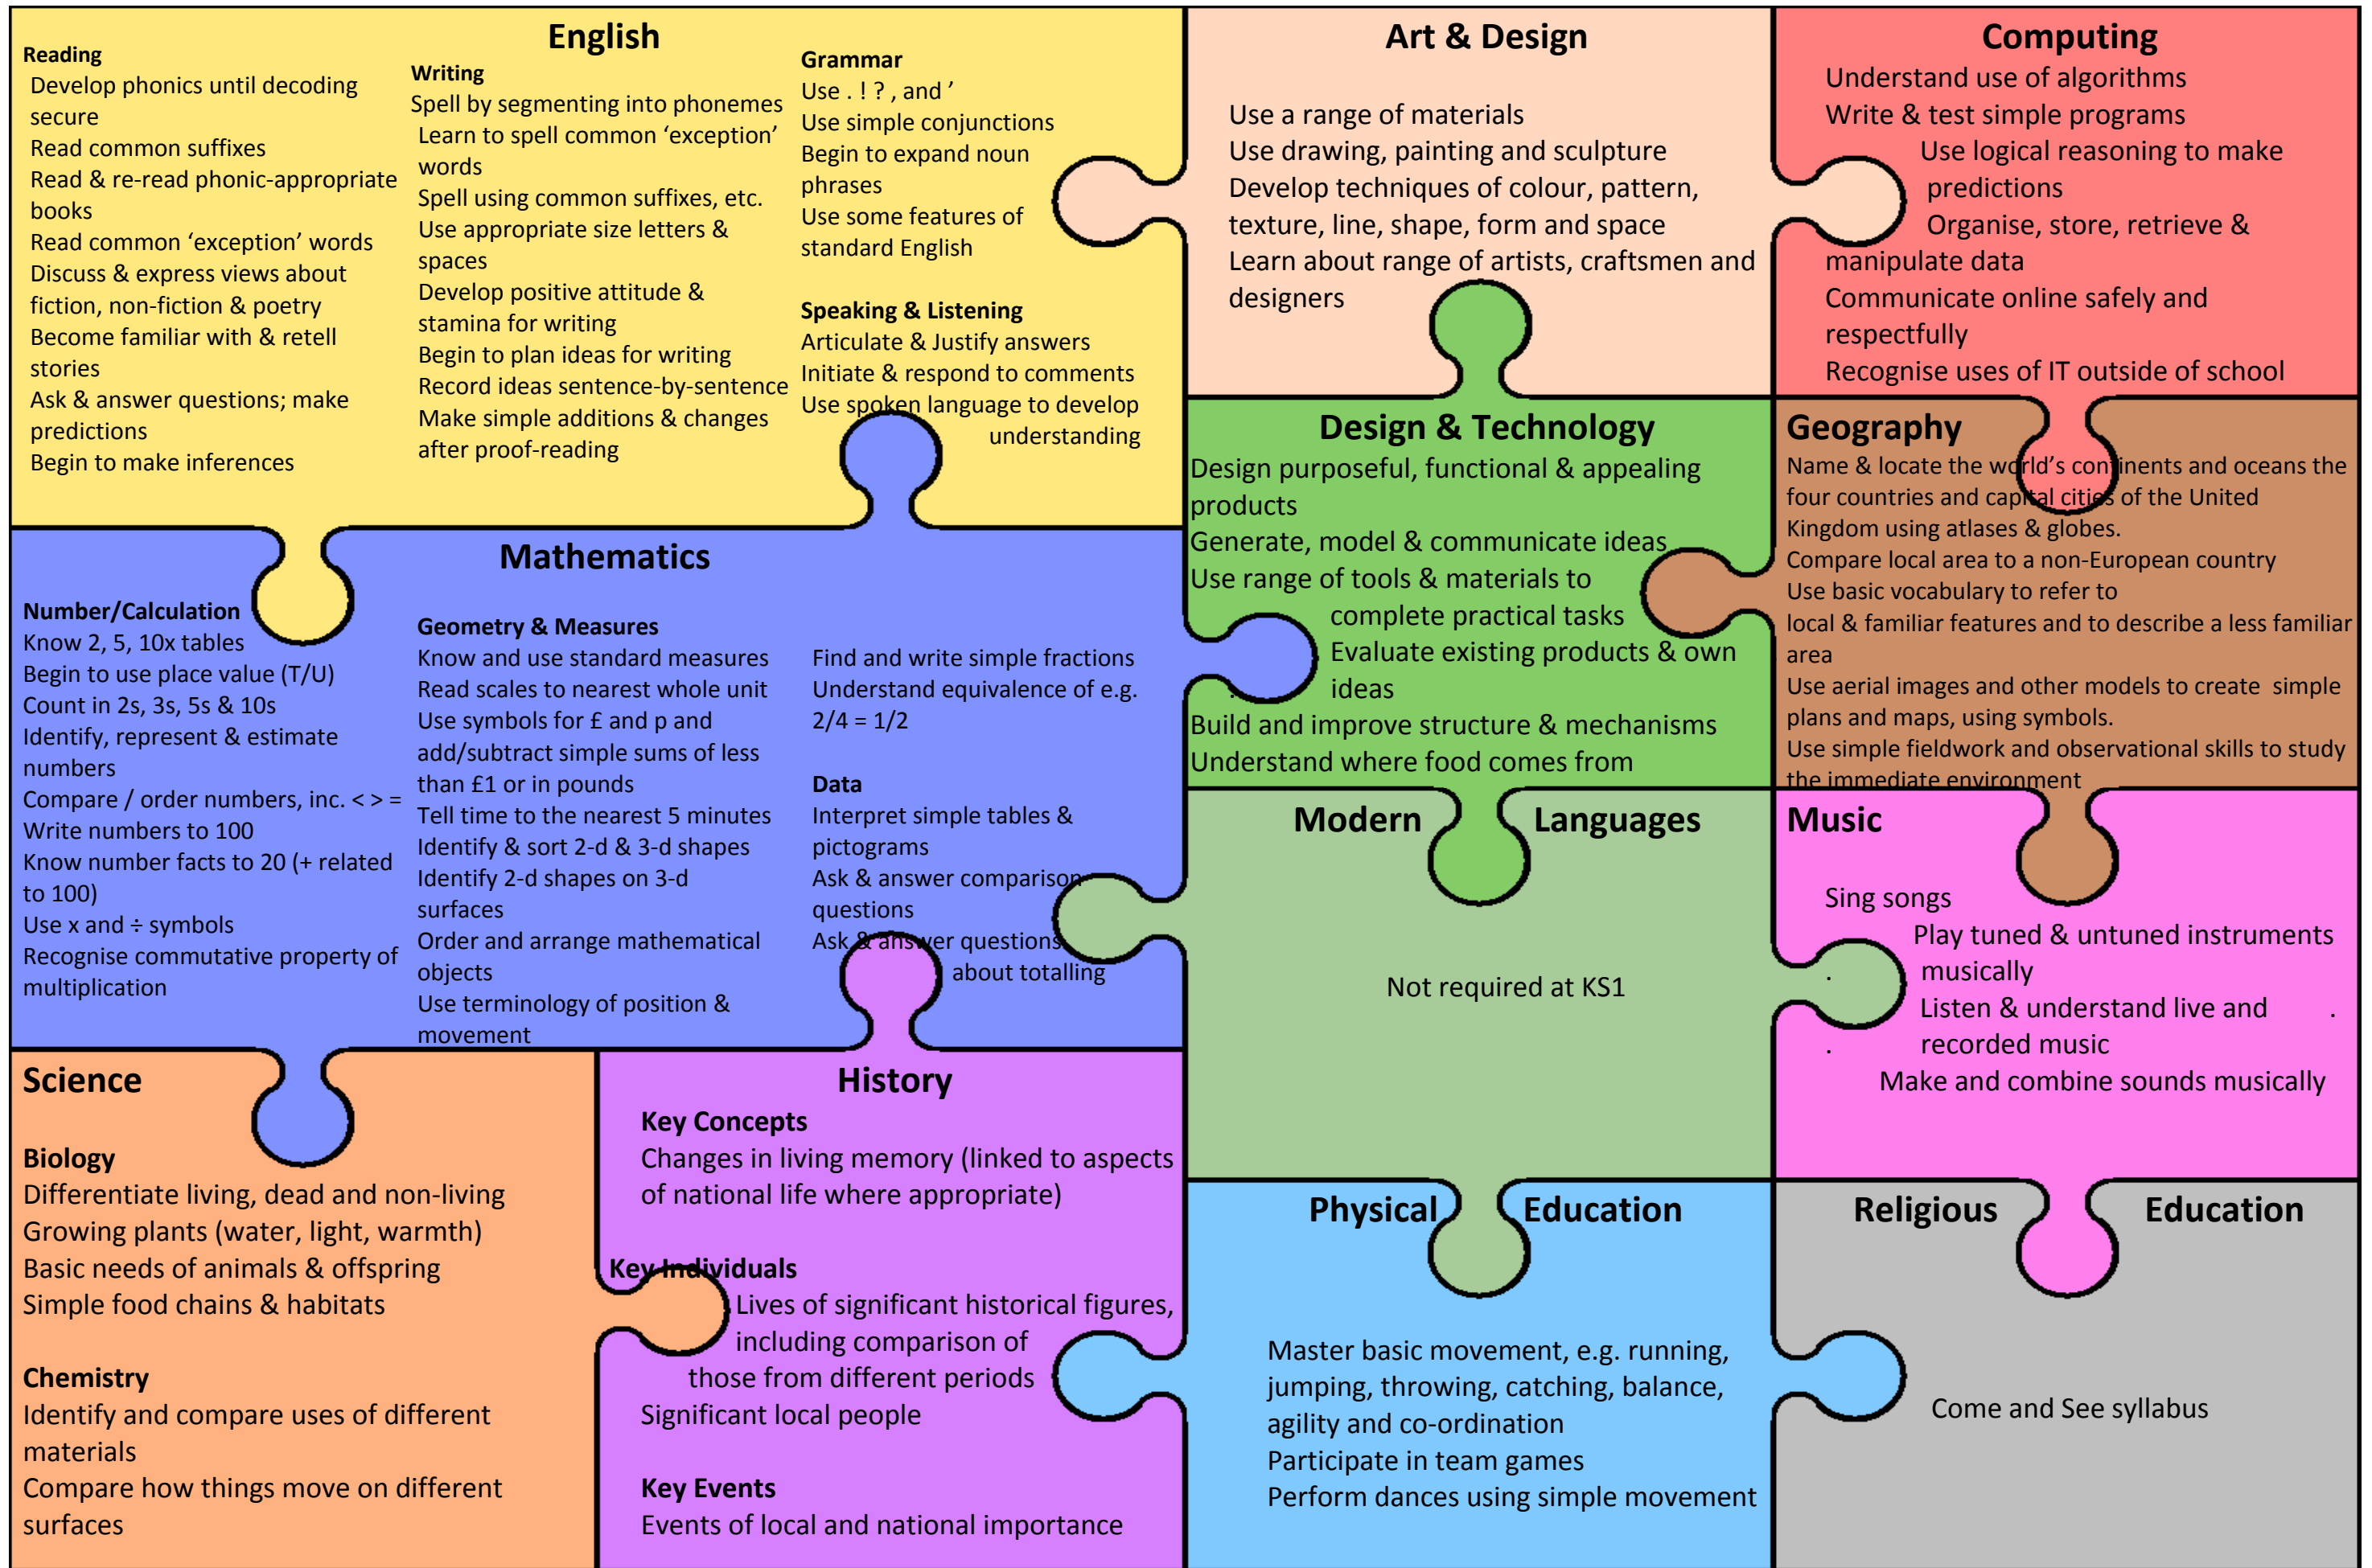 English
Reading
Develop phonics until decoding
secure
Read common suffixes
Read & re-read phonic-appropriate
books
Read common ‘exception’ words
Discuss & express views about
fiction, non-fiction & poetry
Become familiar with & retell
stories
Ask & answer questions; make
predictions
Begin to make inferences
Writing
Spell by segmenting into phonemes
Learn to spell common ‘exception’
words
Spell using common suffixes, etc.
Use appropriate size letters &
spaces
Develop positive attitude &
stamina for writing
Begin to plan ideas for writing
Record ideas sentence-by-sentence
Make simple additions & changes
after proof-reading
Grammar
Use . ! ? , and ’
Use simple conjunctions
Begin to expand noun
phrases
Use some features of
standard English
Speaking & Listening
Articulate & Justify answers
Initiate & respond to comments
Use spoken language to develop
understanding
Art & Design
Use a range of materials
Use drawing, painting and sculpture
Develop techniques of colour, pattern,
texture, line, shape, form and space
Learn about range of artists, craftsmen and
designers
Computing
Understand use of algorithms
Write & test simple programs
Use logical reasoning to make
predictions
Organise, store, retrieve &
manipulate data
Communicate online safely and
respectfully
Recognise uses of IT outside of school
Mathematics
Number/Calculation
Know 2, 5, 10x tables
Begin to use place value (T/U)
Count in 2s, 3s, 5s & 10s
Identify, represent & estimate
numbers
Compare / order numbers, inc. < > =
Write numbers to 100
Know number facts to 20 (+ related
to 100)
Use x and ÷ symbols
Recognise commutative property of
multiplication
Geometry & Measures
Know and use standard measures
Read scales to nearest whole unit
Use symbols for £ and p and
add/subtract simple sums of less
than £1 or in pounds
Tell time to the nearest 5 minutes
Identify & sort 2-d & 3-d shapes
Identify 2-d shapes on 3-d
surfaces
Order and arrange mathematical
objects
Use terminology of position &
movement
Find and write simple fractions
Understand equivalence of e.g.
2/4 = 1/2
Data
Interpret simple tables &
pictograms
Ask & answer comparison
questions
Ask & answer questions
about totalling
Design & Technology
Design purposeful, functional & appealing
products
Generate, model & communicate ideas
Use range of tools & materials to
complete practical tasks
Evaluate existing products & own
. ideas
Build and improve structure & mechanisms
Understand where food comes from
Geography
Name & locate the world’s continents and oceans the
four countries and capital cities of the United
Kingdom using atlases & globes.
Compare local area to a non-European country
Use basic vocabulary to refer to
local & familiar features and to describe a less familiar
area
Use aerial images and other models to create simple
plans and maps, using symbols.
Use simple fieldwork and observational skills to study
the immediate environment
Modern Languages
Not required at KS1
Music
Sing songs
Play tuned & untuned instruments
. musically
Listen & understand live and .
. recorded music
Make and combine sounds musically
Science
Biology
Differentiate living, dead and non-living
Growing plants (water, light, warmth)
Basic needs of animals & offspring
Simple food chains & habitats
Chemistry
Identify and compare uses of different
materials
Compare how things move on different
surfaces
History
Key Concepts
Changes in living memory (linked to aspects
of national life where appropriate)
Key Individuals
Lives of significant historical figures,
including comparison of
those from different periods
Significant local people
Key Events
Events of local and national importance
Physical Education
Master basic movement, e.g. running,
jumping, throwing, catching, balance,
agility and co-ordination
Participate in team games
Perform dances using simple movement
Religious Education
Come and See syllabus